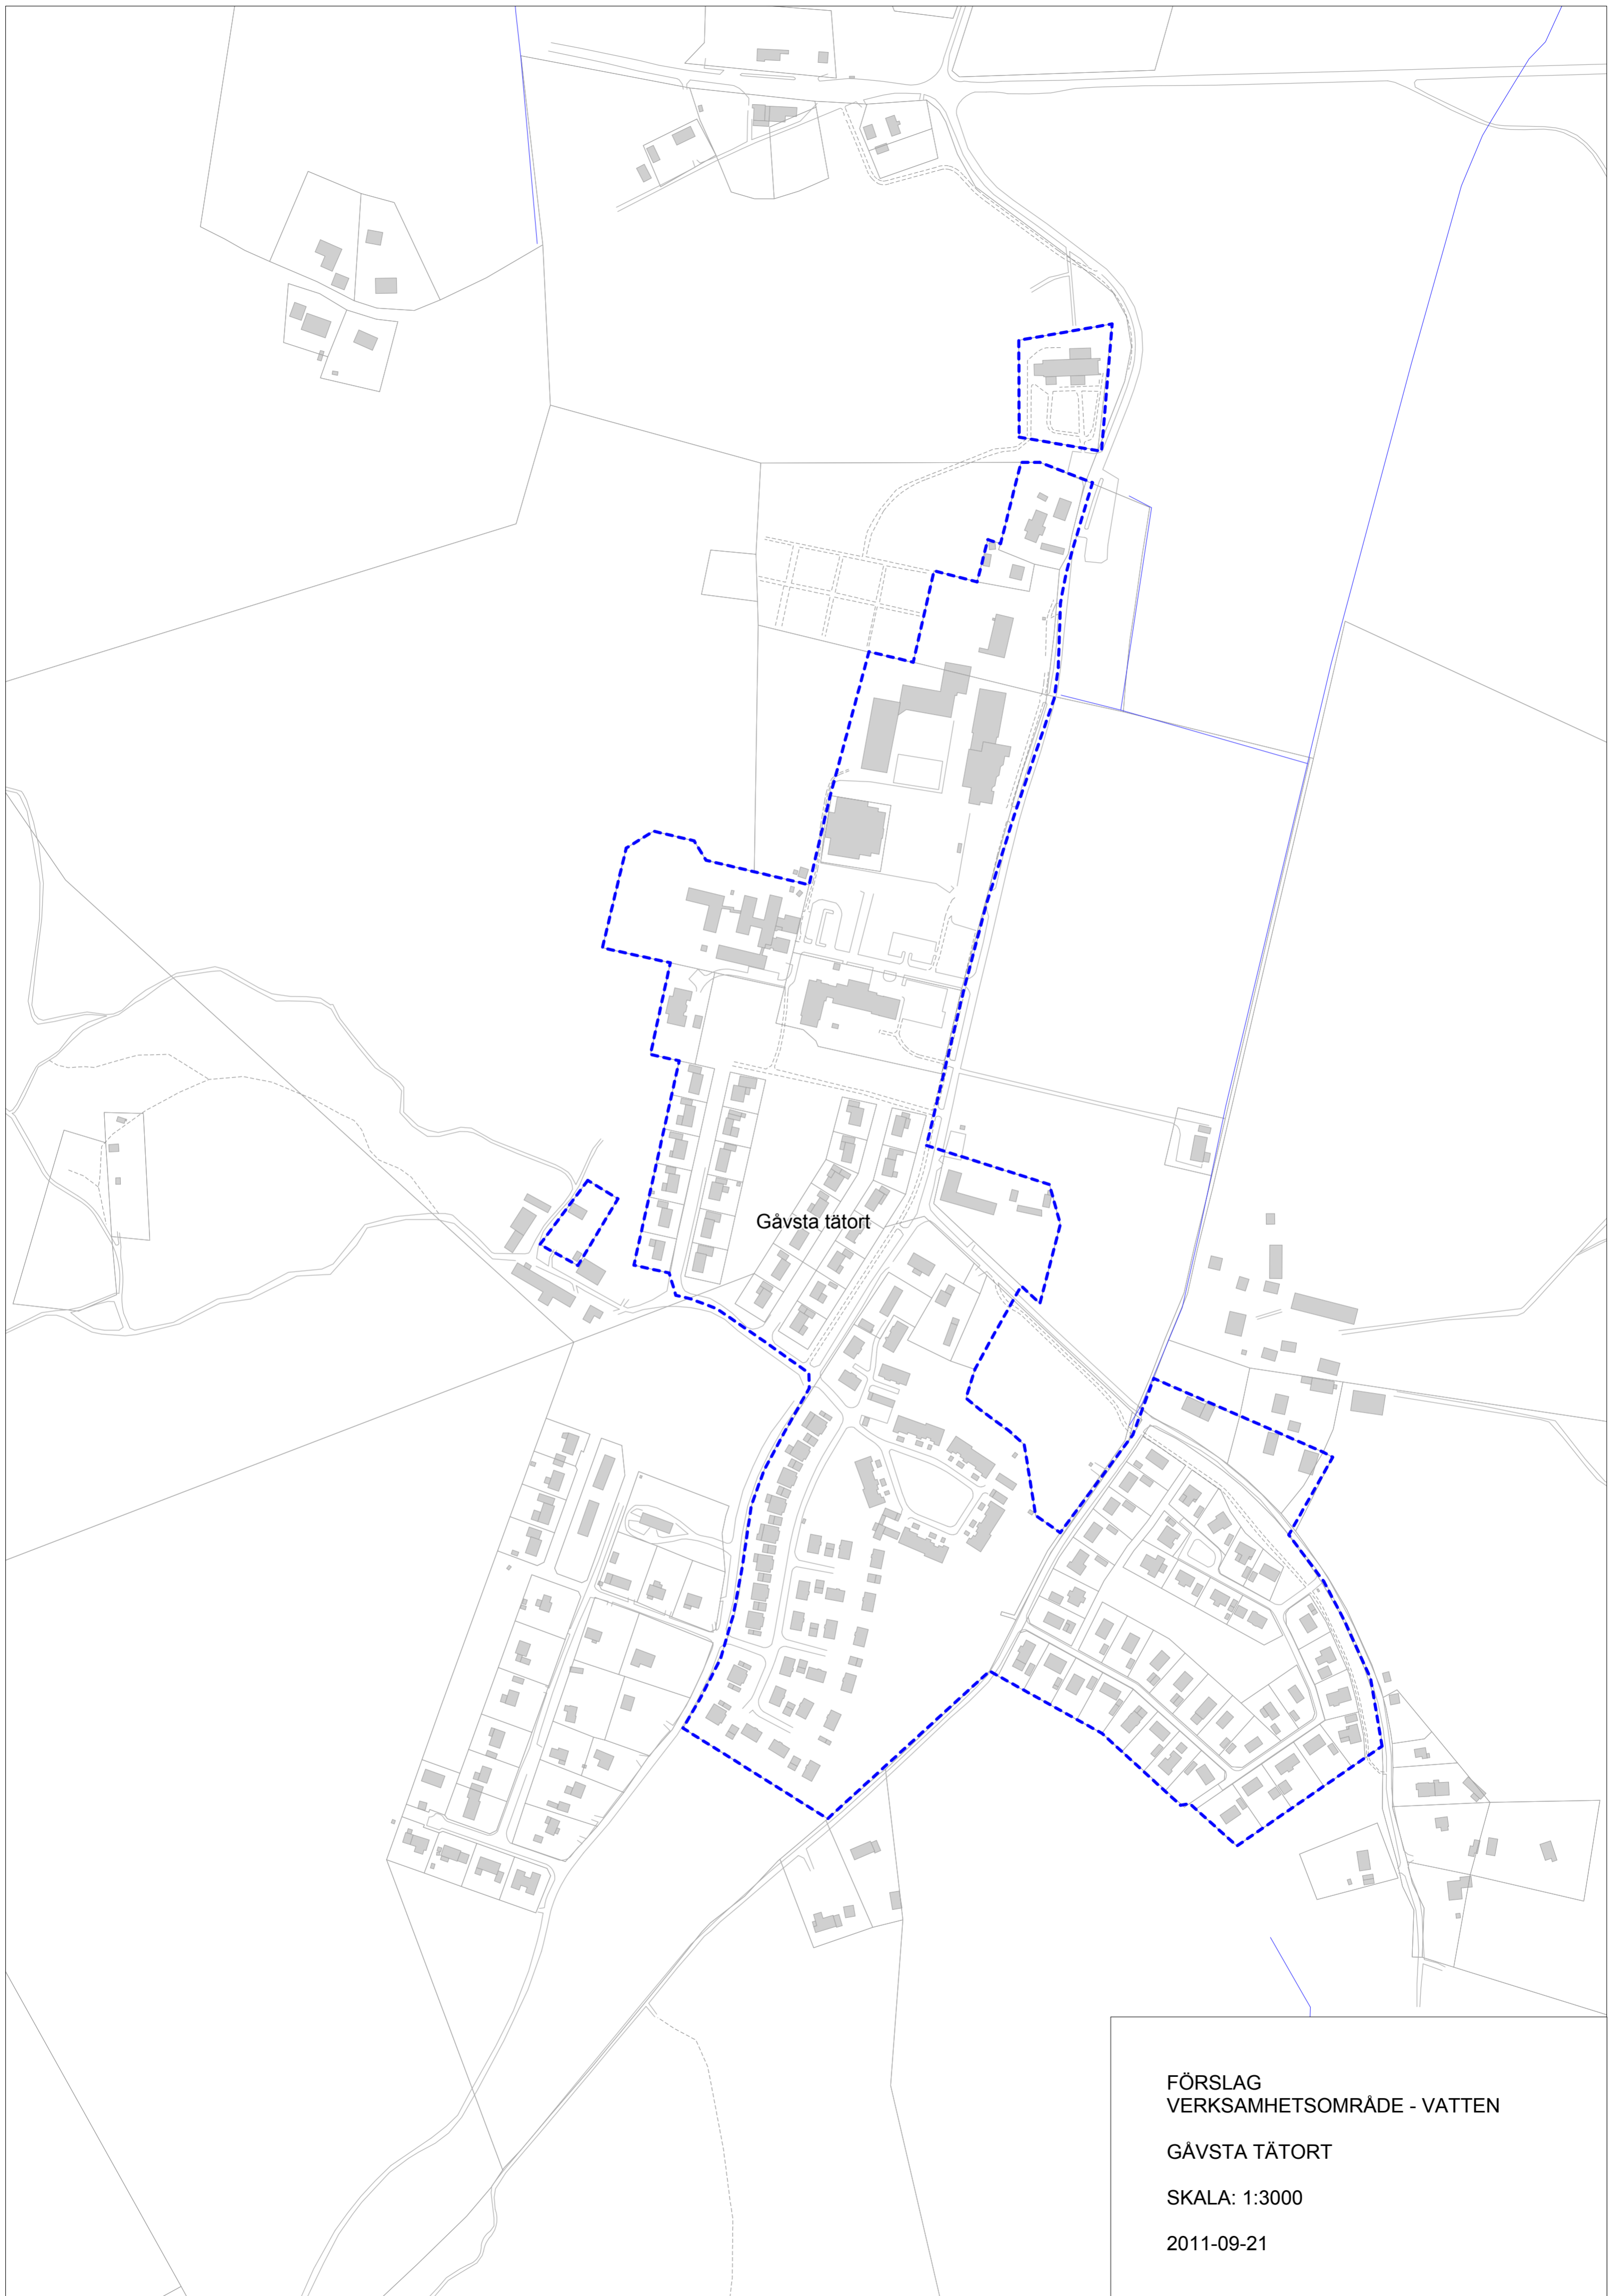 Gåvsta tätort
FÖRSLAG
VERKSAMHETSOMRÅDE - VATTEN
GÅVSTA TÄTORT
SKALA: 1:3000
2011-09-21